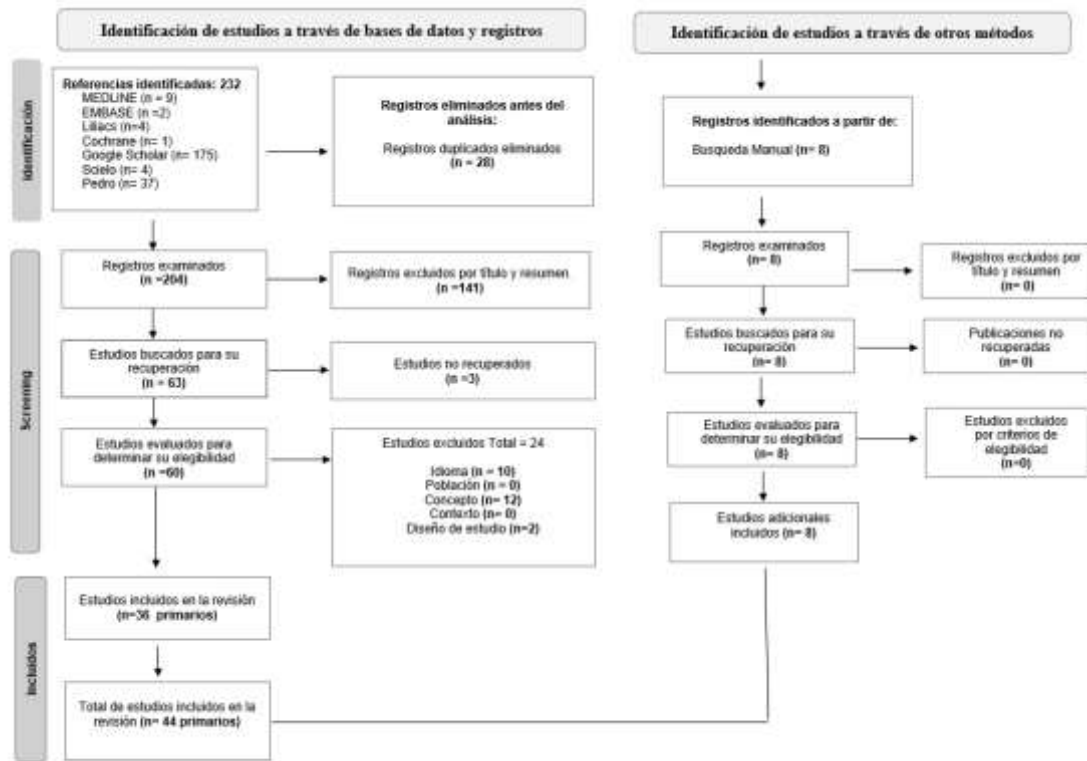 Identificación de estudios a través de bases de datos y registros
Identificación de estudios a través de otros métodos
Identificación
Referencias identificadas: 232
MEDLINE (n = 9)
EMBASE (n =2)
Liliacs (n=4)
Cochrane (n= 1)
Google Scholar (n= 175)
Scielo (n= 4)
Pedro (n= 37)
Registros eliminados antes del
análisis:
Registros duplicados eliminados
(n = 28)
Registros identificados a partir de:
Busqueda Manual (n= 8)
Screening
Registros examinados
(n =204)
Registros excluidos por título y resumen
(n =141)
Registros examinados
(n= 8)
Registros excluidos por
título y resumen
(n= 0)
Estudios buscados para su
recuperación
(n = 63)
Estudios no recuperados
(n =3)
Estudios buscados para su
recuperación
(n= 8)
Publicaciones no
recuperadas
(n= 0)
Estudios evaluados para
determinar su elegibilidad
(n =60)
Estudios excluidos Total = 24
Idioma (n = 10)
Población (n = 0)
Concepto (n= 12)
Contexto (n= 0)
Diseño de estudio (n=2)
Estudios evaluados para
determinar su elegibilidad
(n= 8)
Estudios excluidos
por criterios de
elegibilidad
(n=0)
Estudios adicionales
incluidos (n= 8)
Incluidos
Estudios incluidos en la revisión
(n=36 primarios)
Total de estudios incluidos en la
revisión (n= 44 primarios)